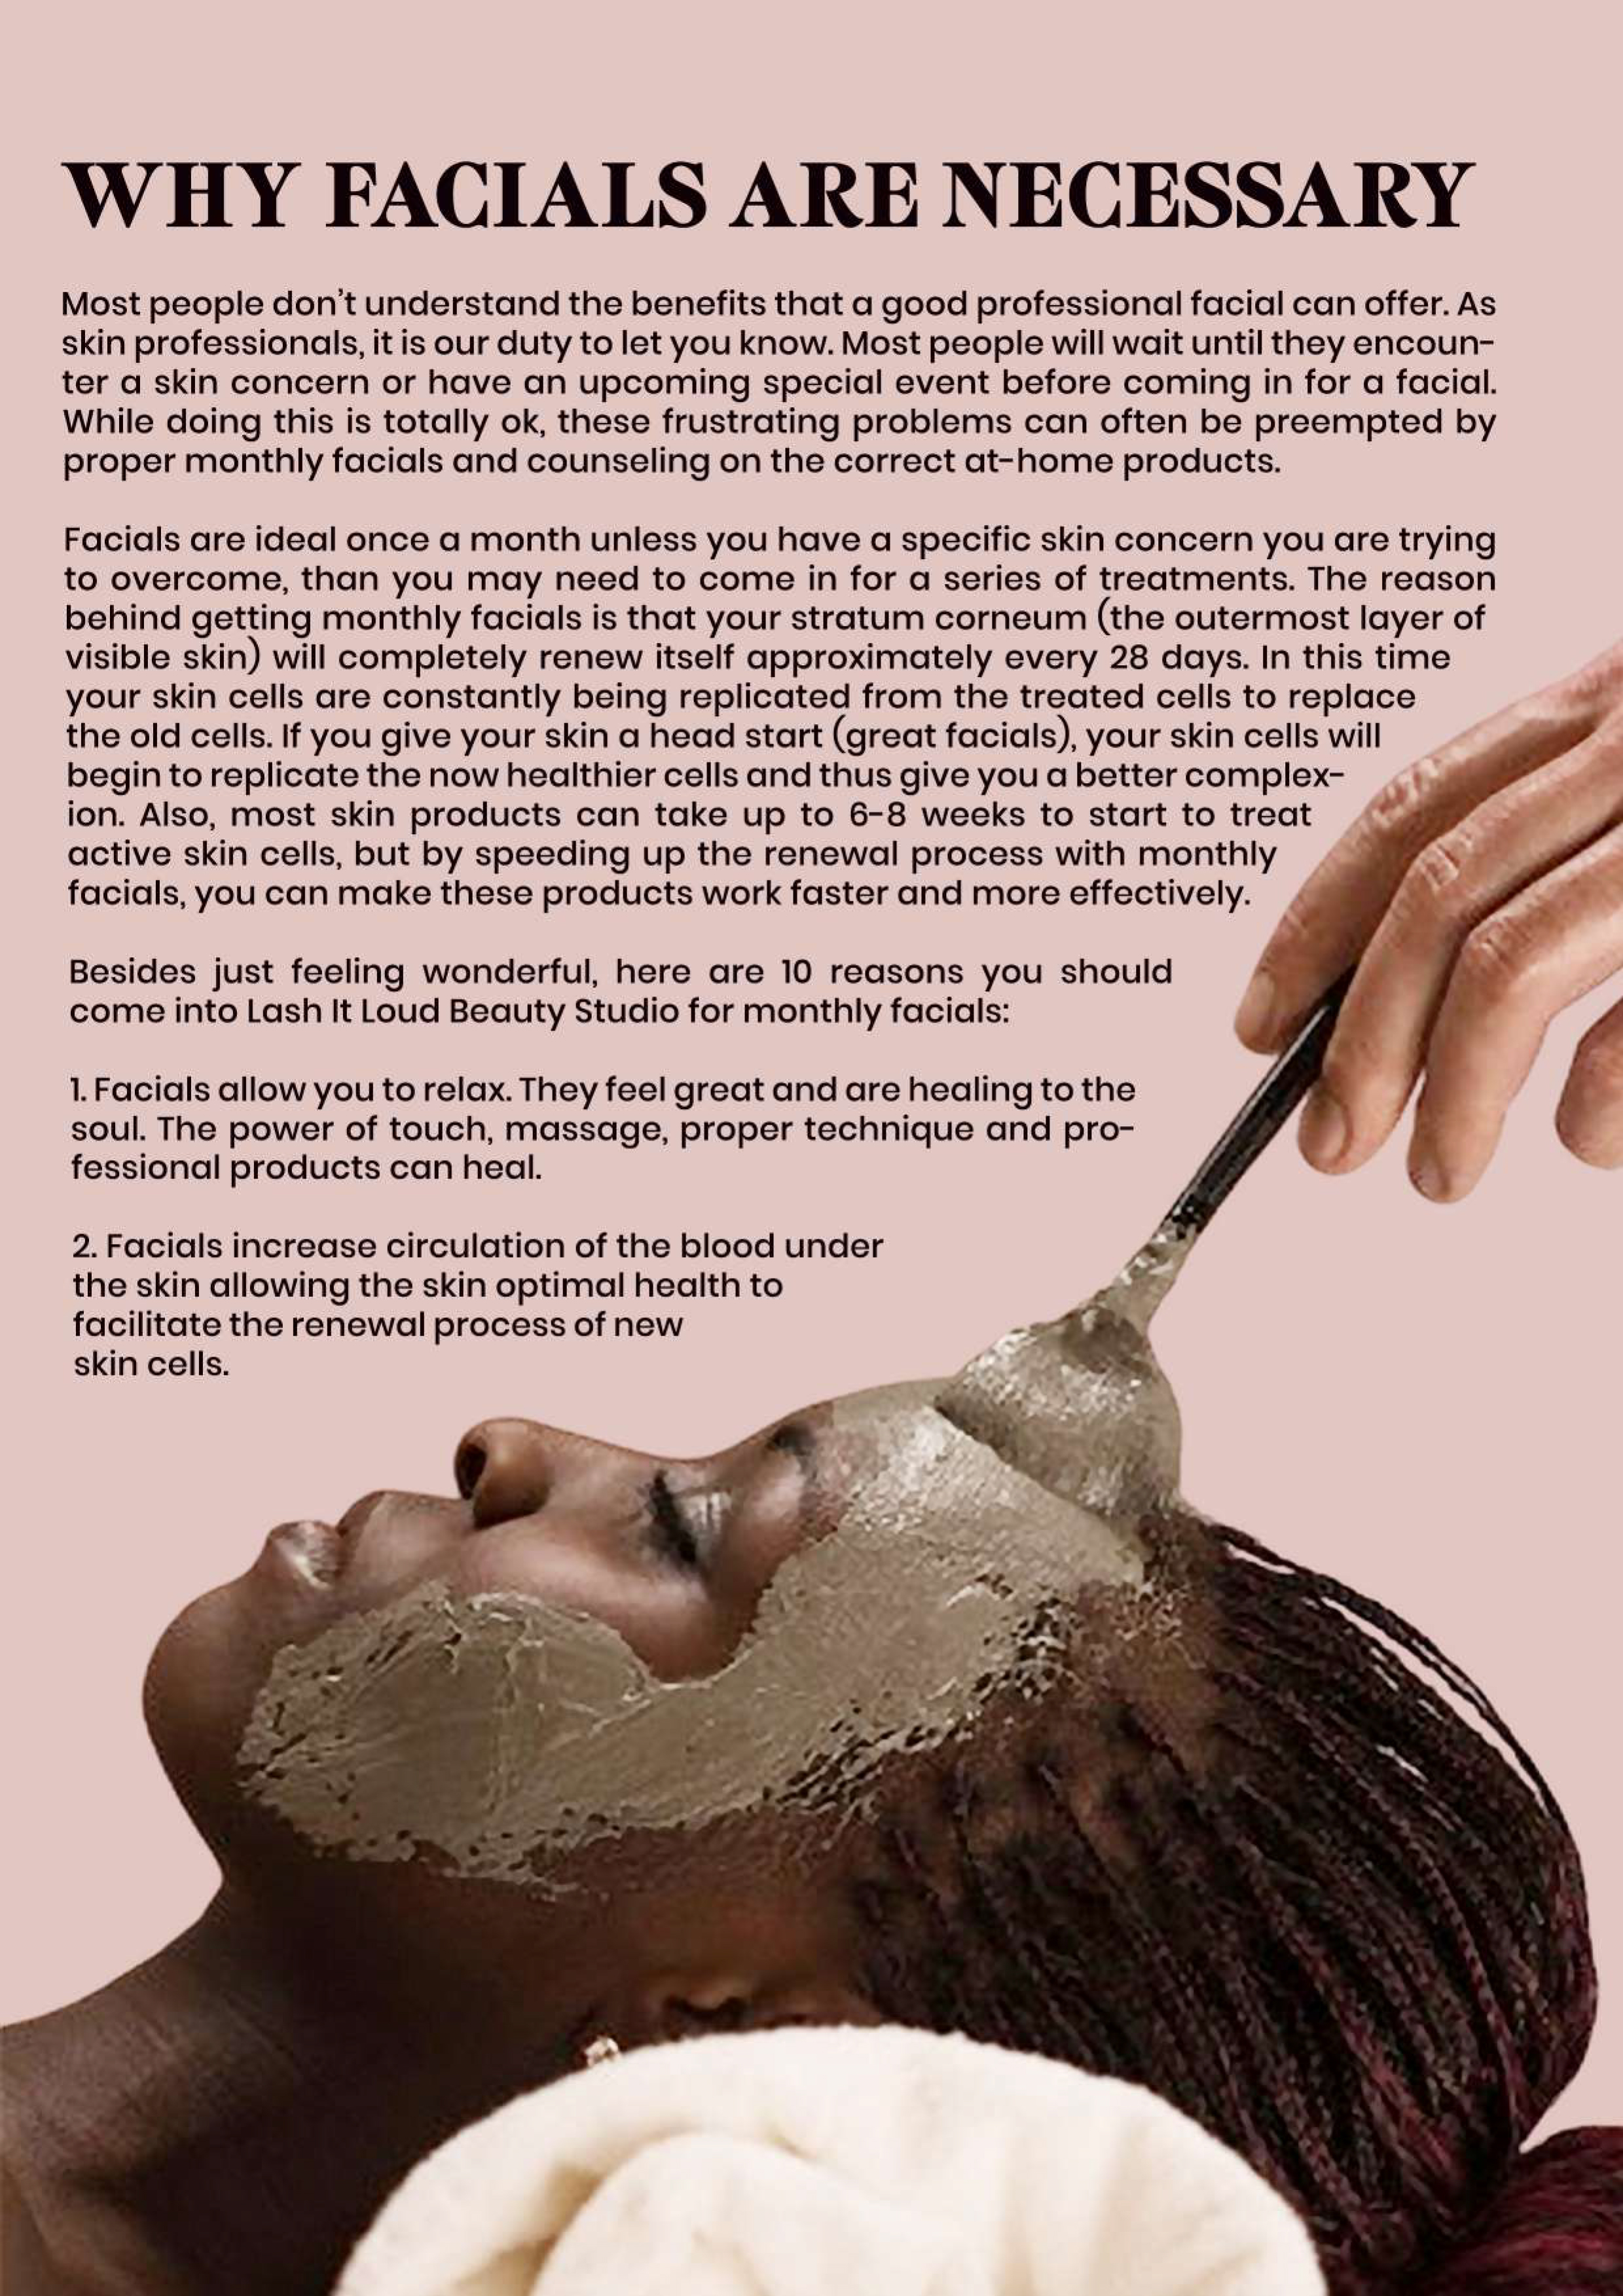 WHY FACIALS ARE NECESSARY
Most people don't understand the benefits that a good professional facial can offer. As
skin professionals, it is our duty to let you know. Most people will wait until they encoun-
ter a skin concern or have an upcoming special event before coming in for a facial.
While doing this is totally ok, these frustrating problems can often be preempted by
proper monthly facials and counseling on the correct at-home products.
Facials are ideal once a month unless you have a specific skin concern you are trying
to overcome, than you may need to come in for a series of treatments. The reason
behind getting monthly facials is that your stratum corneum (the outermost layer of
visible skin) will completely renew itself approximately every 28 days. In this time
your skin cells are constantly being replicated from the treated cells to replace
the old cells. If you give your skin a head start (great facials), your skin cells will
begin to replicate the now healthier cells and thus give you a better complex-
ion. Also, most skin products can take up to 6-8 weeks to start to treat
active skin cells, but by speeding up the renewal process with monthly
facials, you can make these products work faster and more effectively.
Besides just feeling wonderful, here are 10 reasons you should
come into Lash It Loud Beauty Studio for monthly facials:
1. Facials allow you to relax. They feel great and are healing to the
soul. The power of touch, massage, proper technique and pro-
fessional products can heal.
2. Facials increase circulation of the blood under
the skin allowing the skin optimal health to
facilitate the renewal process of new
skin cells.